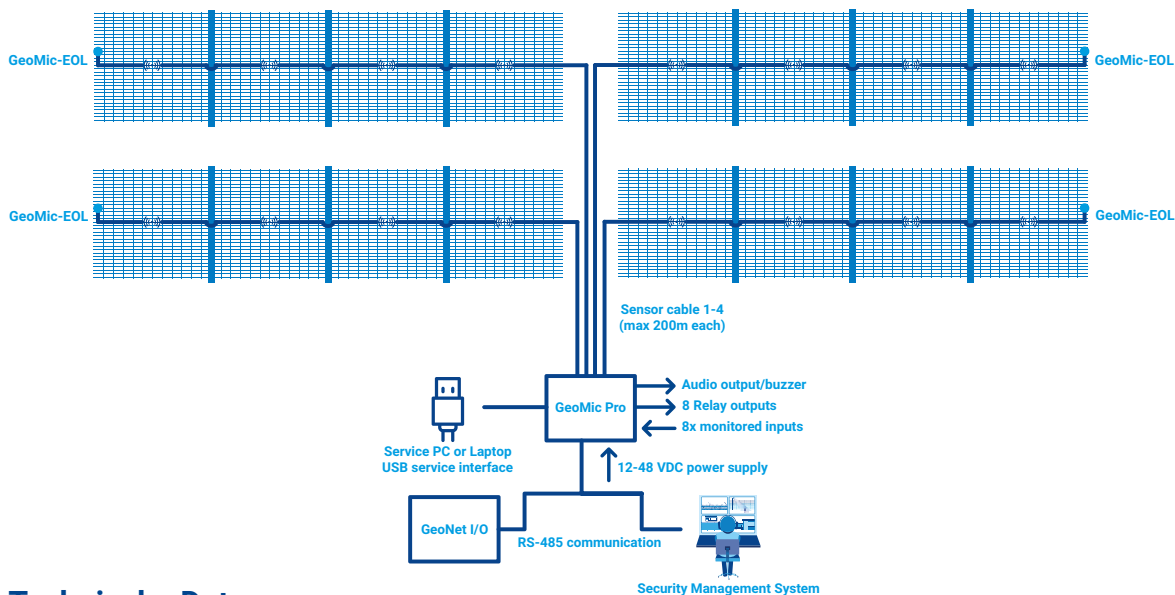 GeoMic-EOL
GeoMic-EOL
GeoMic-EOL
GeoMic-EOL
Sensor cable 1-4
(max 200m each)
GeoMic Pro
Audio output/buzzer
8 Relay outputs
8x monitored inputs
Service PC or Laptop
USB service interface
12-48 VDC power supply
GeoNet I/O
RS-485 communication
Security Management System